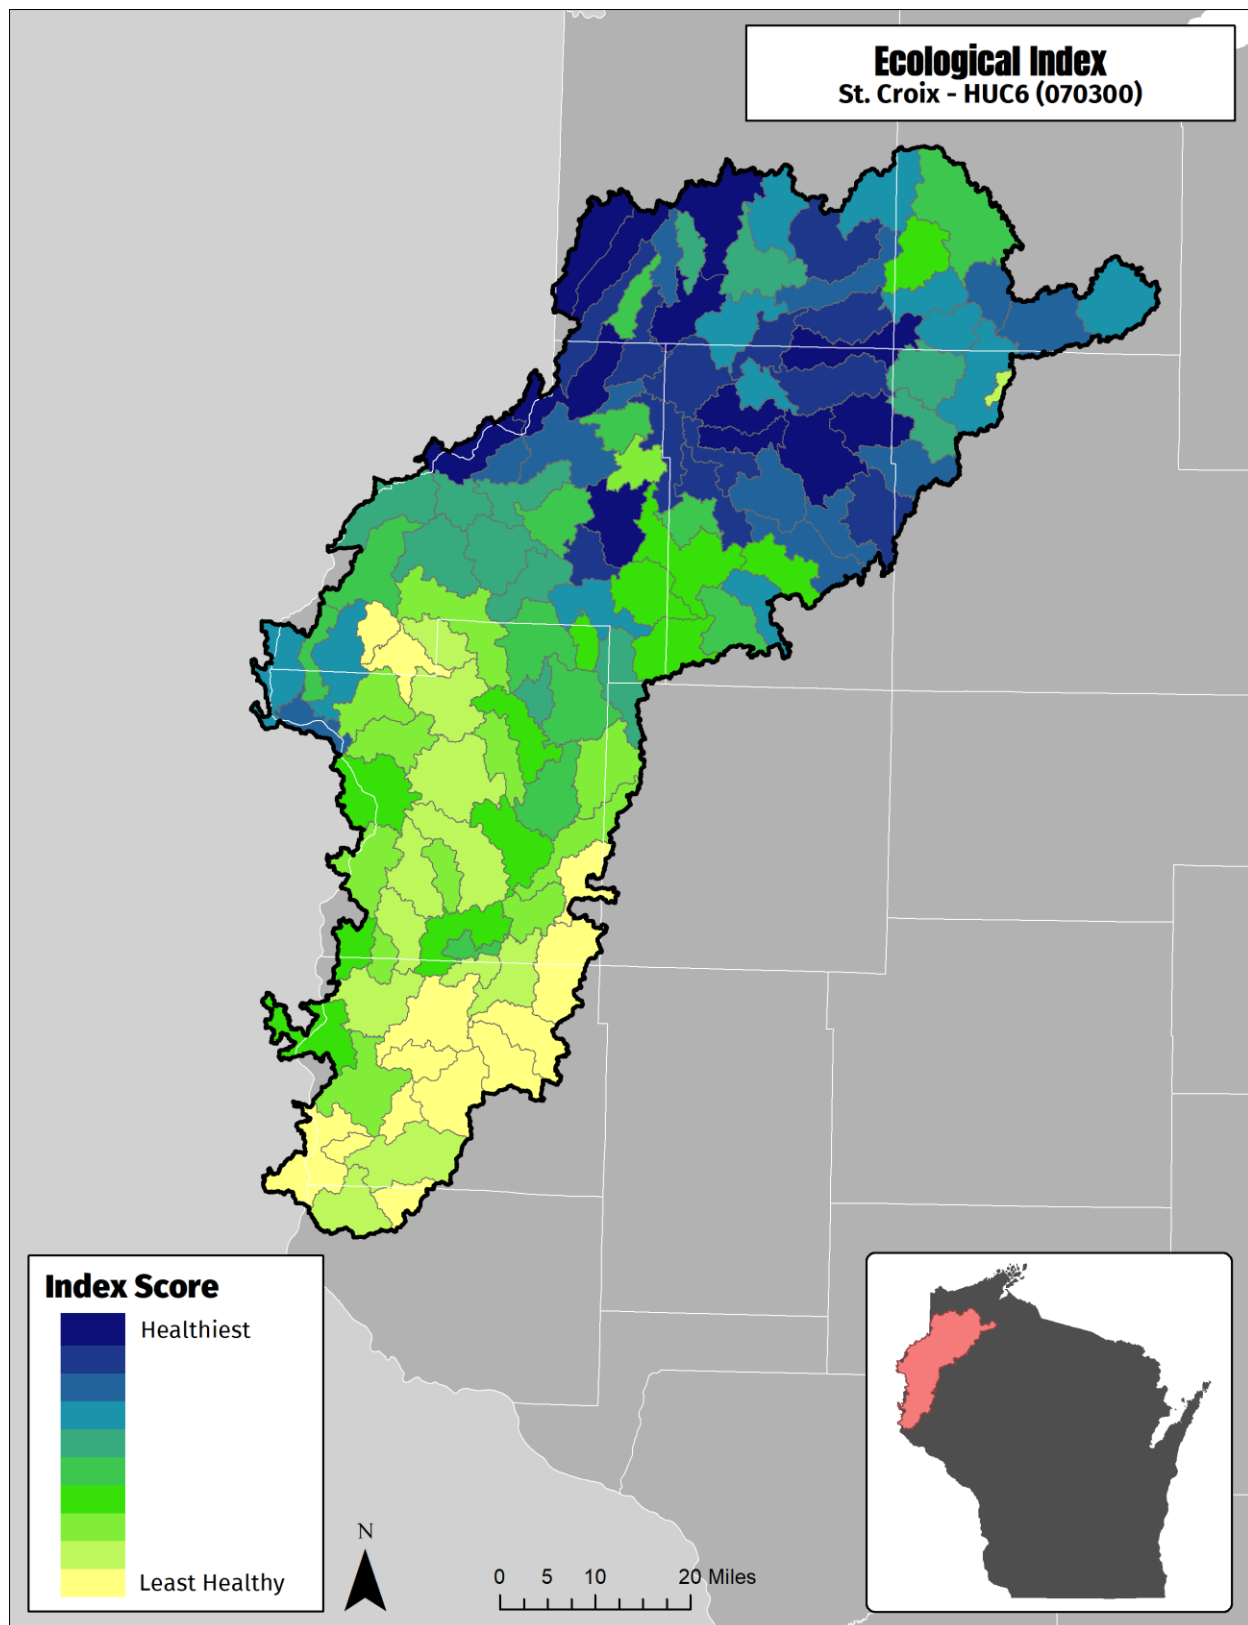 Ecological Index
St. Croix - HUC6 (070300)
Index Score
Healthiest
Least Healthy
N
0 5 10 20 Miles